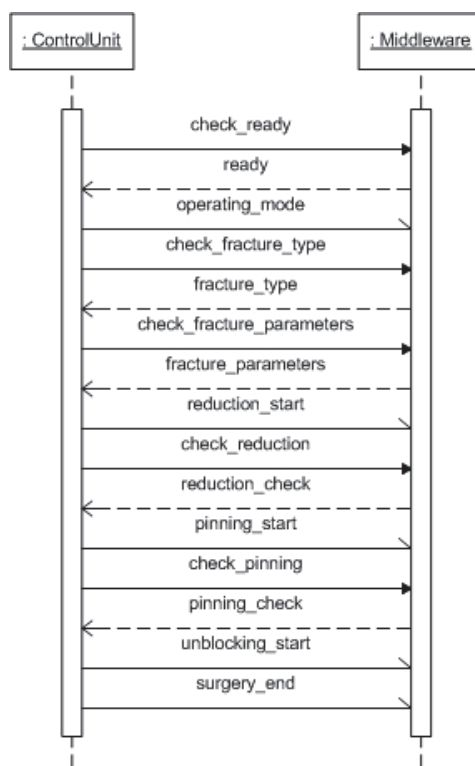 : ControlUnit
: Middleware
check_ready
ready
operating_mode
check_fracture_type
fracture_type
check_fracture_parameters
fracture_parameters
reduction_start
check_reduction
reduction_check
pinning_start
check_pinning
pinning_check
unblocking_start
surgery_end